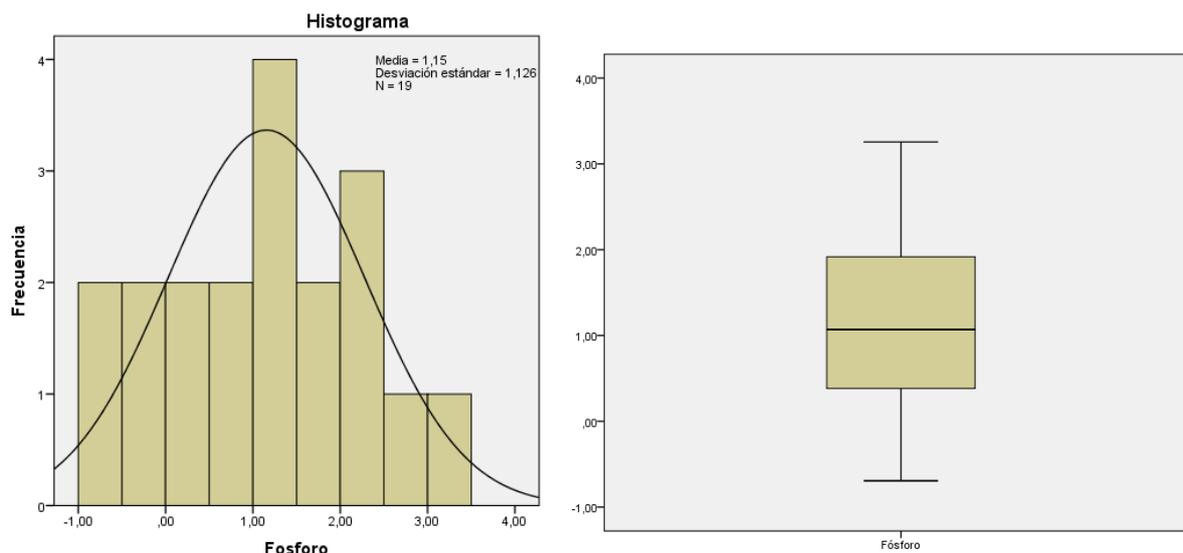 Histograma
Media = 1,15
Desviación estándar = 1,126
N = 19
Frecuencia
4
3
2
1
0
-1,00
,00
1,00
2,00
3,00
4,00
Fosforo
4,00
3,00
2,00
1,00
,00
-1,00
Fósforo